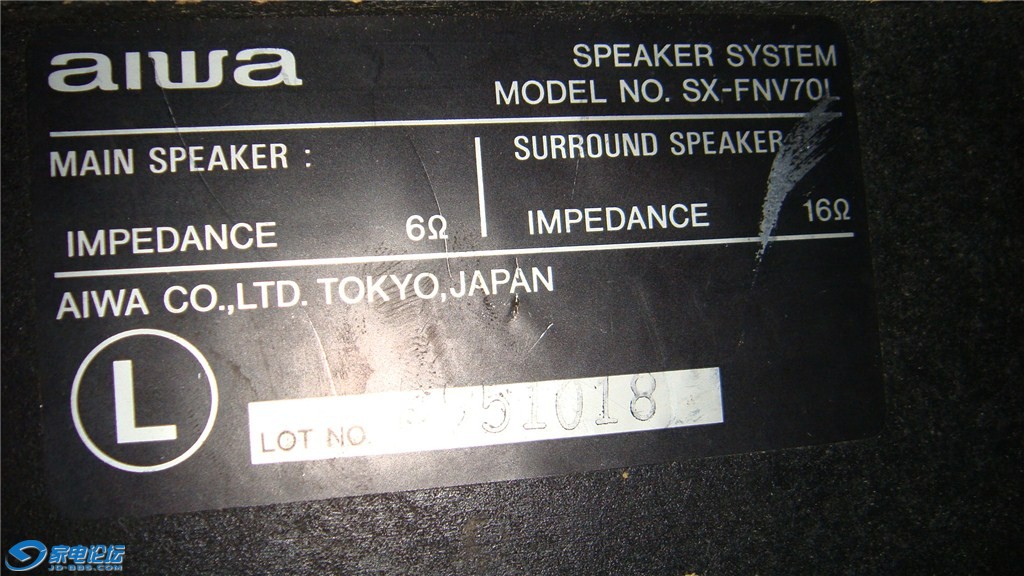 aiwa
SPEAKER SYSTEM
MODEL NO. SX-FNV70L
MAIN SPEAKER :
IMPEDANCE 6Ω
SURROUND SPEAKER
IMPEDANCE 16Ω
AIWA CO.,LTD. TOKYO,JAPAN
L
LOT NO.
家电论坛
JD-BBS.COM